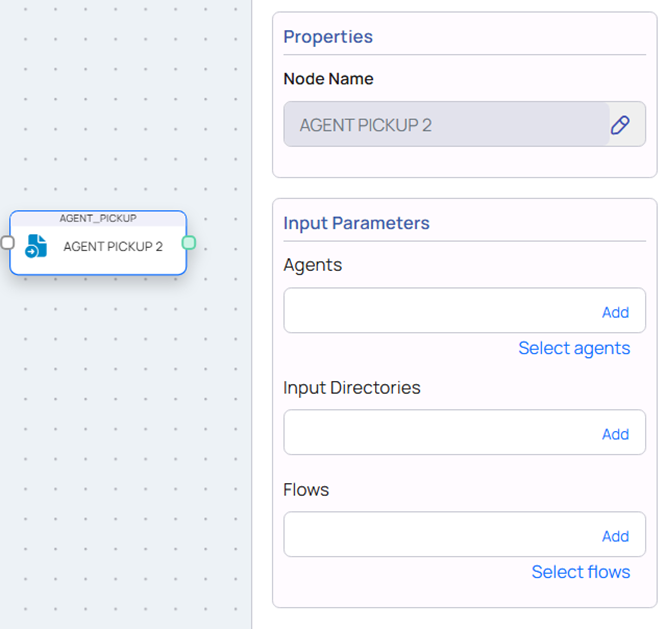 AGENT_PICKUP
AGENT PICKUP 2
Properties
Node Name
AGENT PICKUP 2
Input Parameters
Agents
Add
Select agents
Input Directories
Add
Flows
Add
Select flows